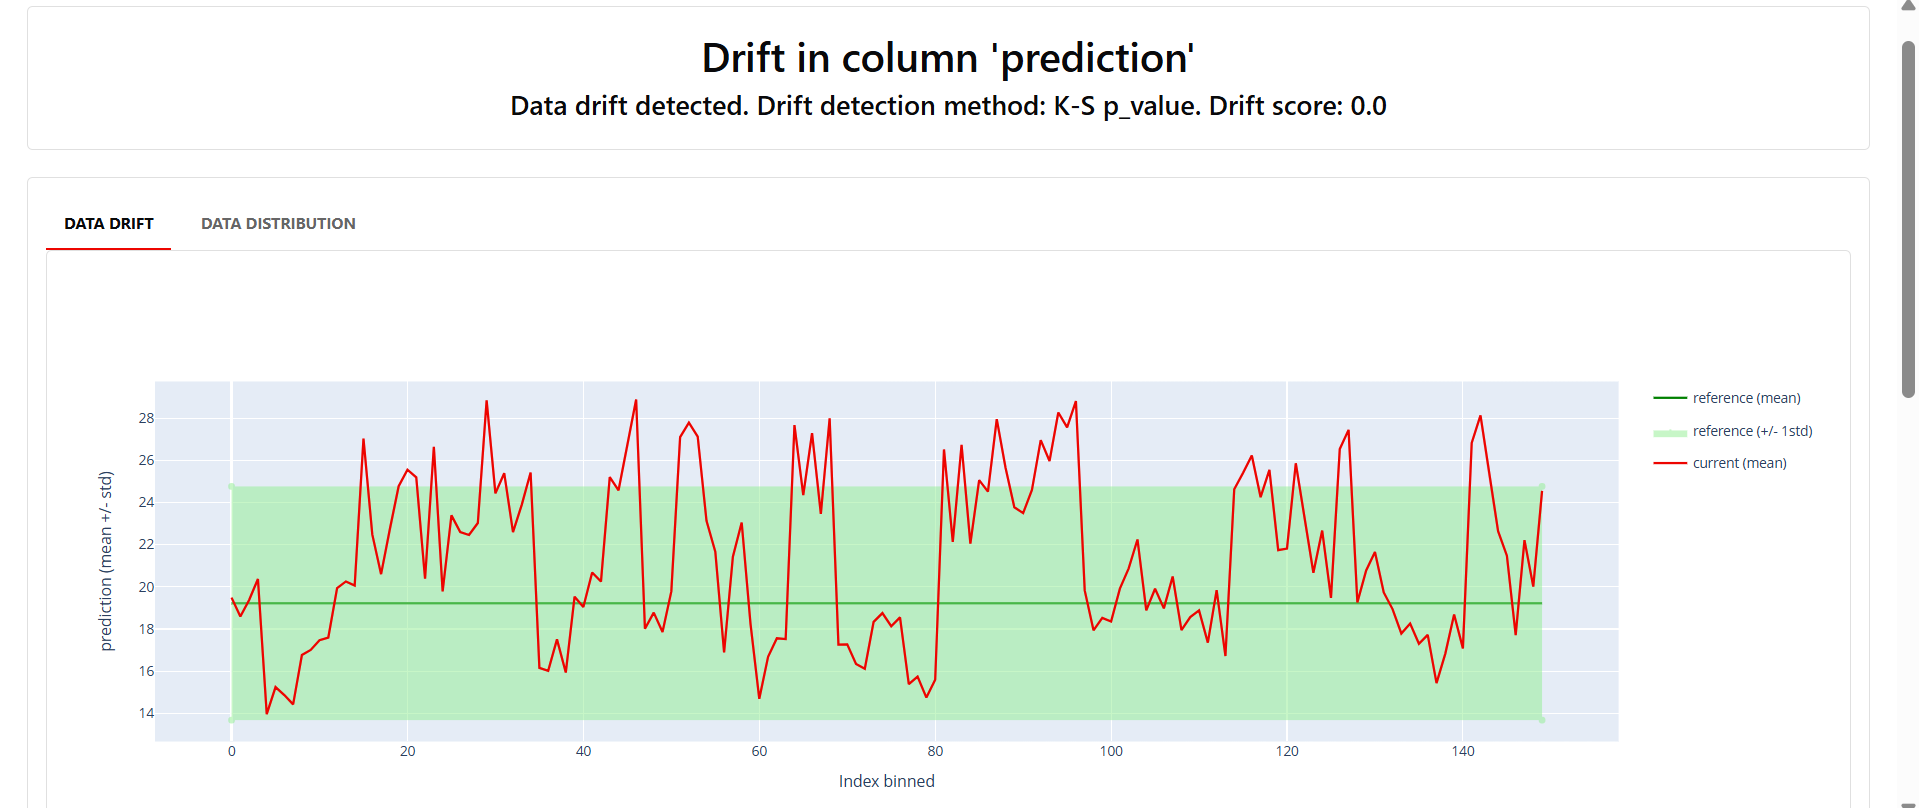 Drift in column 'prediction'
Data drift detected. Drift detection method: K-S p_value. Drift score: 0.0
DATA DRIFT
DATA DISTRIBUTION
28
26
24
22
20
18
16
14
prediction (mean +/- std)
0
20
40
60
80
100
120
140
Index binned
reference (mean)
reference (+/- 1std)
current (mean)